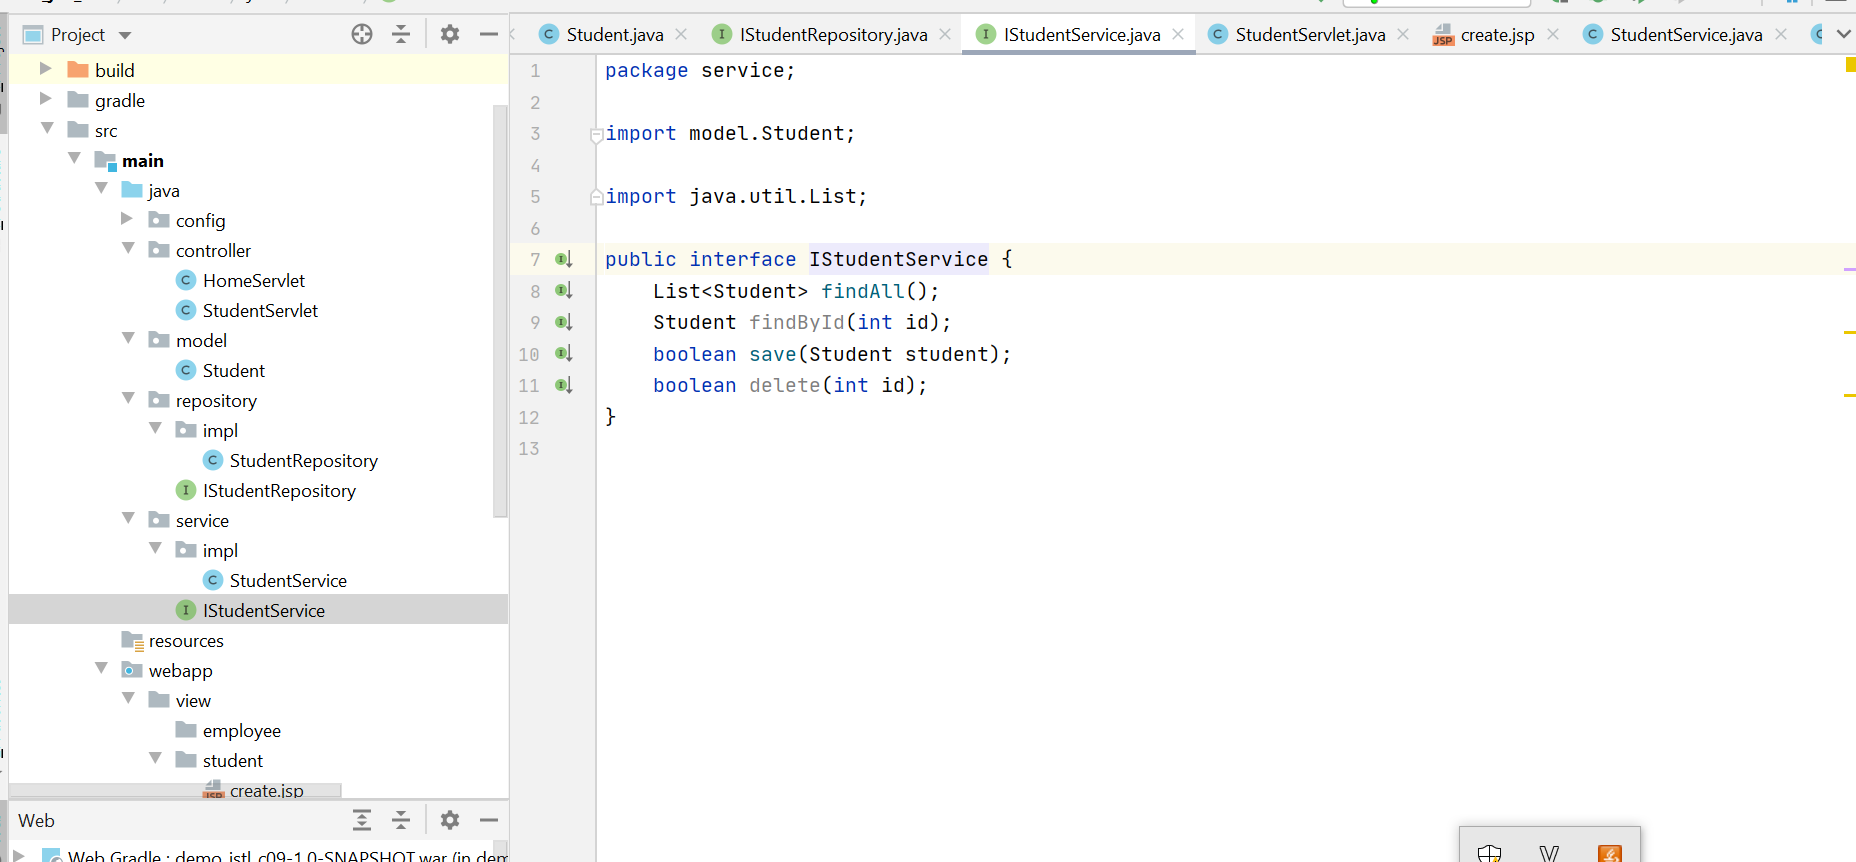 Project
Student.java
IStudentRepository.java
IStudentService.java
StudentServlet.java
create.jsp
StudentService.java
build
gradle
src
main
java
config
controller
HomeServlet
StudentServlet
model
Student
repository
impl
StudentRepository
IStudentRepository
service
impl
StudentService
IStudentService
resources
webapp
view
employee
student
create.jsp
Web
Web Gradle : demo_jstl_c09-1.0-SNAPSHOT.war (in dem
1 package service;
2
3 import model.Student;
4
5 import java.util.List;
6
7 public interface IStudentService {
8 List<Student> findAll();
9 Student findById(int id);
10 boolean save(Student student);
11 boolean delete(int id);
12 }
13